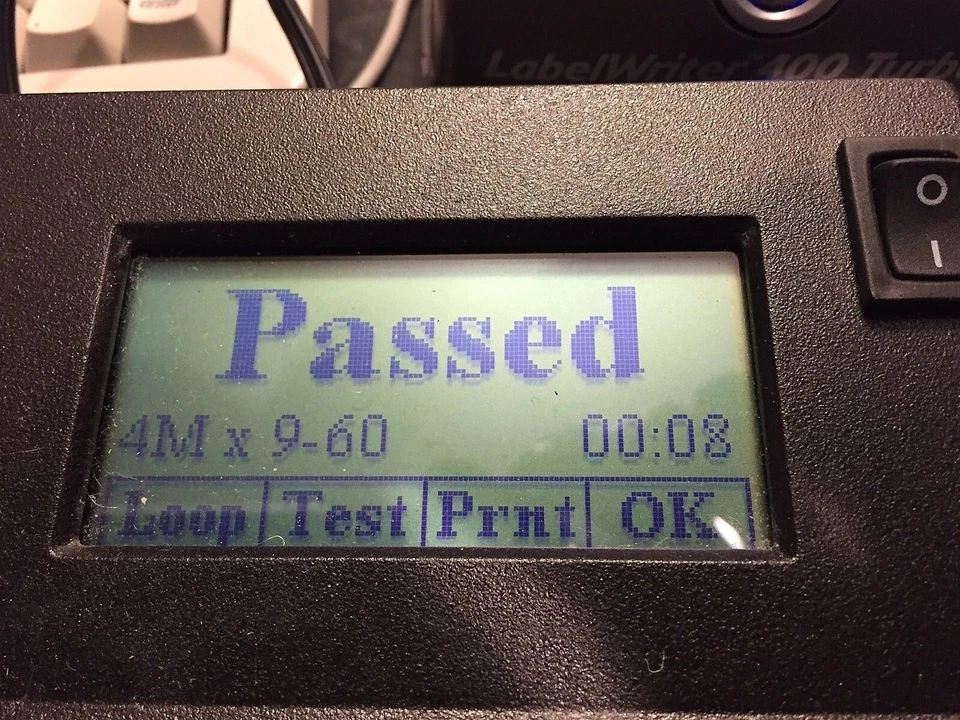 LabelWriter 400 Turbo
Passed
4M x 9-60 00:08
Loop Test Prnt OK